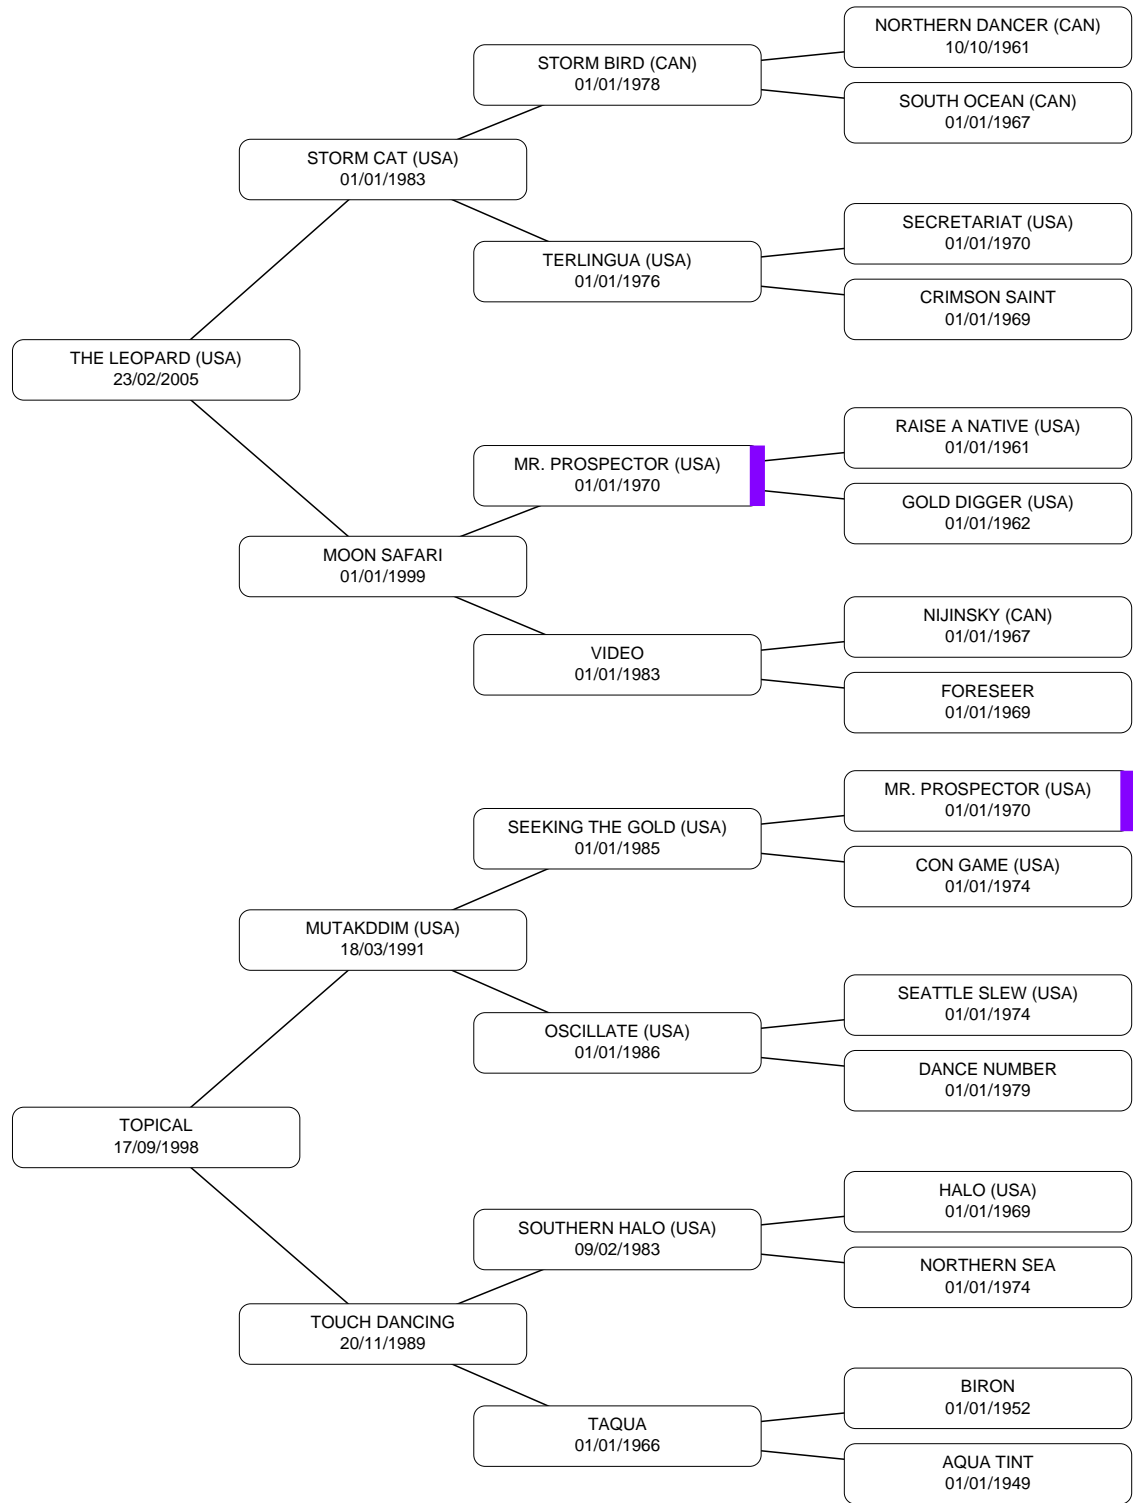 NORTHERN DANCER (CAN)
10/10/1961
STORM BIRD (CAN)
01/01/1978
SOUTH OCEAN (CAN)
01/01/1967
STORM CAT (USA)
01/01/1983
SECRETARIAT (USA)
01/01/1970
TERLINGUA (USA)
01/01/1976
CRIMSON SAINT
01/01/1969
THE LEOPARD (USA)
23/02/2005
RAISE A NATIVE (USA)
01/01/1961
MR. PROSPECTOR (USA)
01/01/1970
GOLD DIGGER (USA)
01/01/1962
MOON SAFARI
01/01/1999
NIJINSKY (CAN)
01/01/1967
VIDEO
01/01/1983
FORESEER
01/01/1969
MR. PROSPECTOR (USA)
01/01/1970
SEEKING THE GOLD (USA)
01/01/1985
CON GAME (USA)
01/01/1974
MUTAKDDIM (USA)
18/03/1991
SEATTLE SLEW (USA)
01/01/1974
OSCILLATE (USA)
01/01/1986
DANCE NUMBER
01/01/1979
TOPICAL
17/09/1998
HALO (USA)
01/01/1969
SOUTHERN HALO (USA)
09/02/1983
NORTHERN SEA
01/01/1974
TOUCH DANCING
20/11/1989
BIRON
01/01/1952
TAQUA
01/01/1966
AQUA TINT
01/01/1949